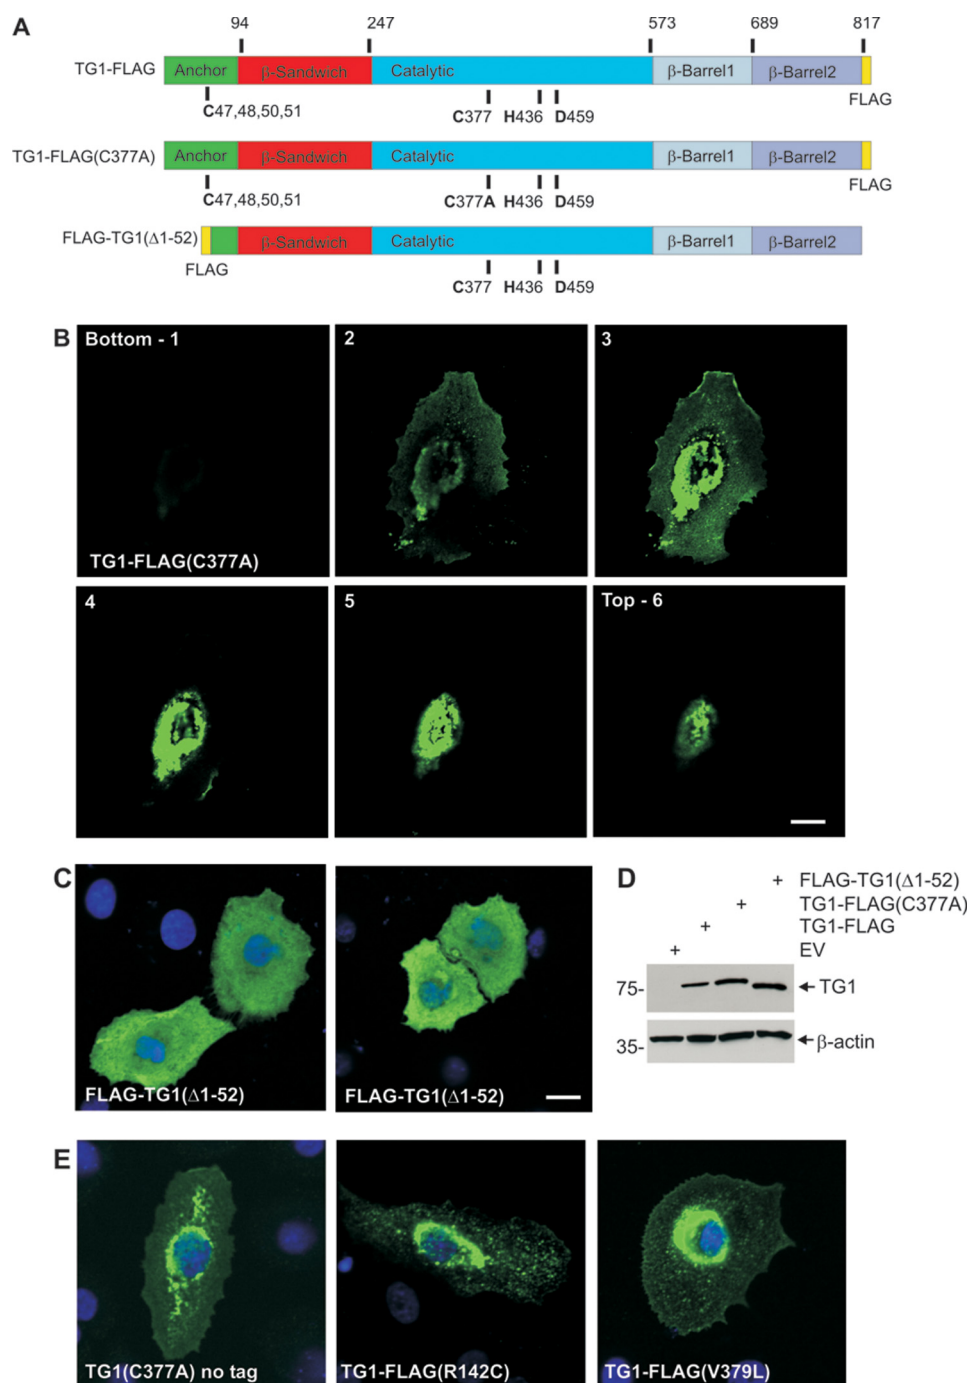 A
94 247 573 689 817
TG1-FLAG Anchor β-Sandwich Catalytic β-Barrel1 β-Barrel2
FLAG
C47,48,50,51 C377 H436 D459
TG1-FLAG(C377A) Anchor β-Sandwich Catalytic β-Barrel1 β-Barrel2
FLAG
C47,48,50,51 C377A H436 D459
FLAG-TG1(Δ1-52) β-Sandwich Catalytic β-Barrel1 β-Barrel2
FLAG
C377 H436 D459
B
Bottom - 1 2 3
TG1-FLAG(C377A)
4 5 Top - 6
C
FLAG-TG1(Δ1-52) FLAG-TG1(Δ1-52)
D
+ FLAG-TG1(Δ1-52)
+ TG1-FLAG(C377A)
+ TG1-FLAG
+ EV
75- TG1
35- β-actin
E
TG1(C377A) no tag TG1-FLAG(R142C) TG1-FLAG(V379L)